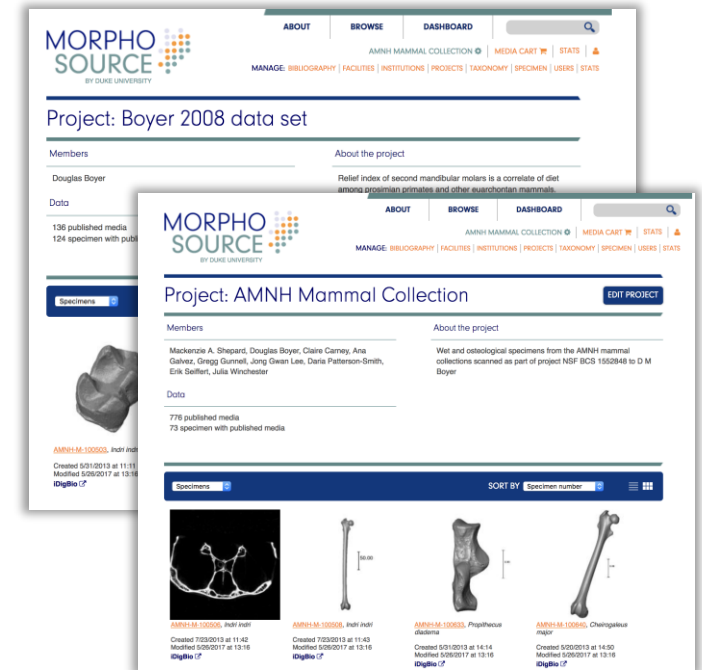 MORPHO
SOURCE
BY DUKE UNIVERSITY
ABOUT BROWSE DASHBOARD
AMNH MAMMAL COLLECTION | MEDIA CART | STATS
MANAGE: BIBLIOGRAPHY | FACILITIES | INSTITUTIONS | PROJECTS | TAXONOMY | SPECIMEN | USERS | STATS
Project: Boyer 2008 data set
Members
Douglas Boyer
Data
136 published media
124 specimen with publ
About the project
Relief index of second mandibular molars is a correlate of diet
among prosimian primates and other euarchontan mammals.
Specimens
AMNH-M-100503, Indri indri
Created 5/31/2013 at 11:11
Modified 5/26/2017 at 13:16
iDigBio
MORPHO
SOURCE
BY DUKE UNIVERSITY
ABOUT BROWSE DASHBOARD
AMNH MAMMAL COLLECTION | MEDIA CART | STATS
MANAGE: BIBLIOGRAPHY | FACILITIES | INSTITUTIONS | PROJECTS | TAXONOMY | SPECIMEN | USERS | STATS
Project: AMNH Mammal Collection
EDIT PROJECT
Members
Mackenzie A. Shepard, Douglas Boyer, Claire Carney, Ana
Galvez, Gregg Gunnell, Jong Gwan Lee, Daria Patterson-Smith,
Erik Seiffert, Julia Winchester
Data
776 published media
73 specimen with published media
About the project
Wet and osteological specimens from the AMNH mammal
collections scanned as part of project NSF BCS 1552848 to D M
Boyer
Specimens
SORT BY Specimen number
50.00
AMNH-M-100506, Indri indri
Created 7/23/2013 at 11:42
Modified 5/26/2017 at 13:16
iDigBio
AMNH-M-100508, Indri indri
Created 7/23/2013 at 11:43
Modified 5/26/2017 at 13:16
iDigBio
AMNH-M-100633, Propithecus
diadema
Created 5/31/2013 at 14:14
Modified 5/26/2017 at 13:16
iDigBio
AMNH-M-100640, Cheirogaleus
major
Created 5/20/2013 at 14:50
Modified 5/26/2017 at 13:16
iDigBio